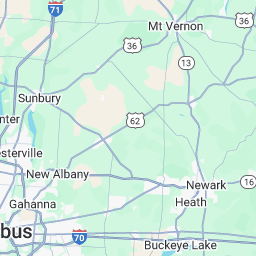 71
Mt Vernon
36
36
13
Sunbury
62
nter
esterville
New Albany
Newark
16
Heath
Gahanna
bus
70
Buckeye Lake